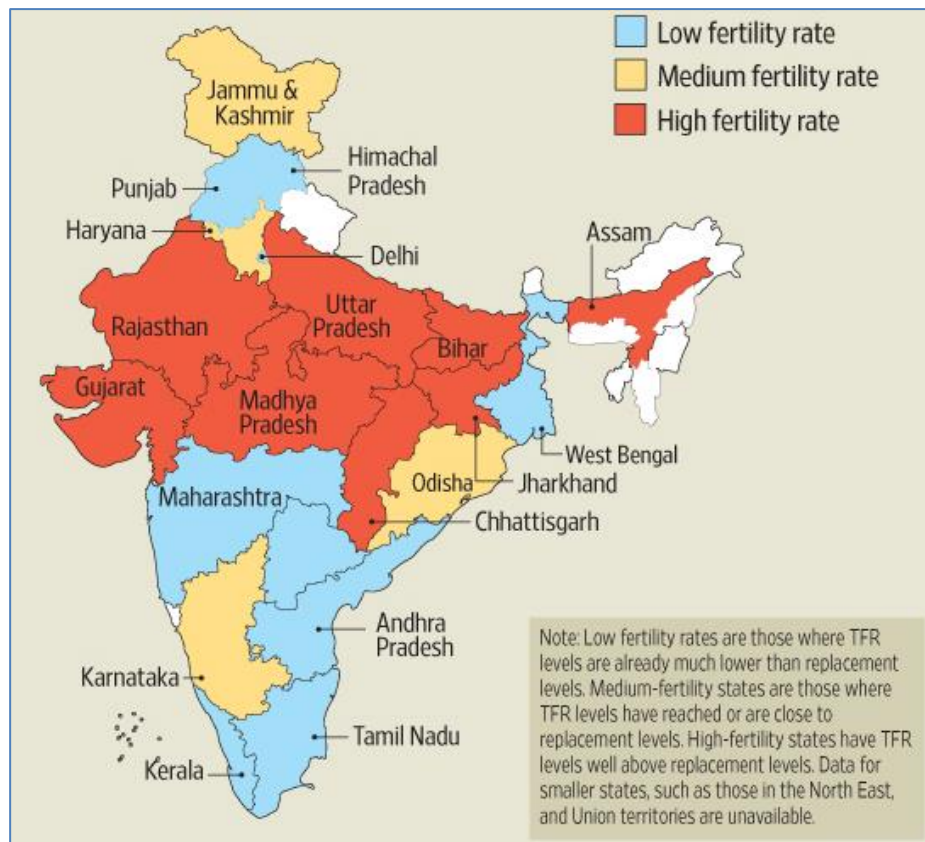 Low fertility rate
Medium fertility rate
High fertility rate
Jammu &
Kashmir
Himachal
Pradesh
Punjab
Haryana
Delhi
Assam
Rajasthan
Uttar
Pradesh
Bihar
Gujarat
Madhya
Pradesh
West Bengal
Odisha
Jharkhand
Maharashtra
Chhattisgarh
Andhra
Pradesh
Karnataka
Tamil Nadu
Kerala
Note: Low fertility rates are those where TFR
levels are already much lower than replacement
levels. Medium-fertility states are those where
TFR levels have reached or are close to
replacement levels. High-fertility states have TFR
levels well above replacement levels. Data for
smaller states, such as those in the North East,
and Union territories are unavailable.